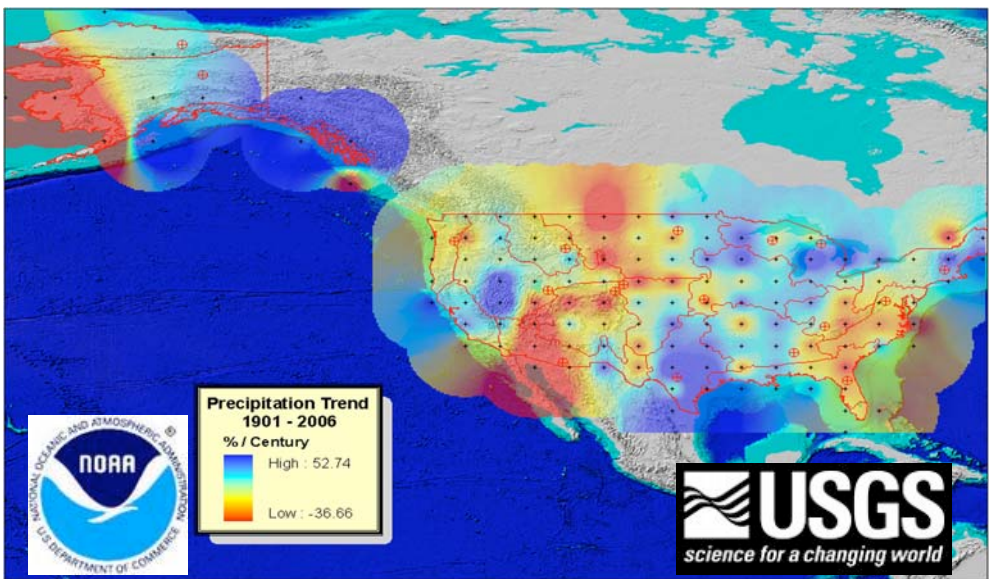 Precipitation Trend
1901 - 2006
% / Century
High : 52.74
Low : -36.66
NATIONAL OCEANIC AND ATMOSPHERIC ADMINISTRATION
NOAA
U.S. DEPARTMENT OF COMMERCE
®
USGS
science for a changing world